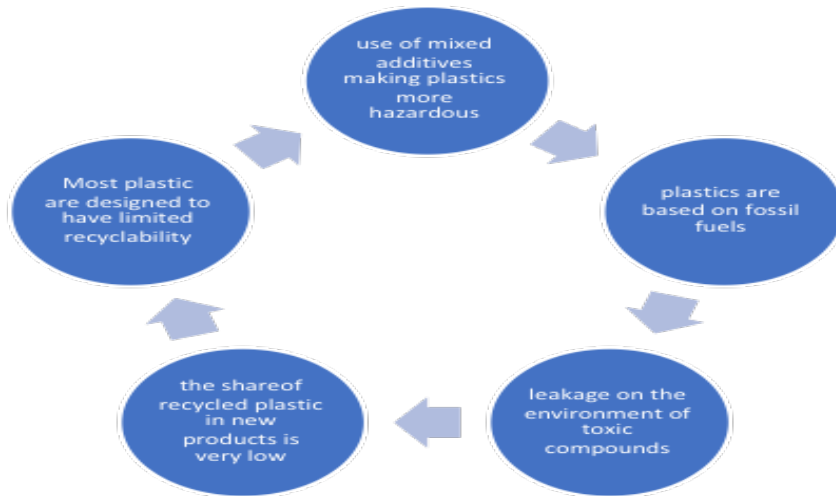 use of mixed
additives
making plastics
more
hazardous
plastics are
based on fossil
fuels
leakage on the
environment of
toxic
compounds
the shareof
recycled plastic
in new
products is
very low
Most plastic
are designed to
have limited
recyclability